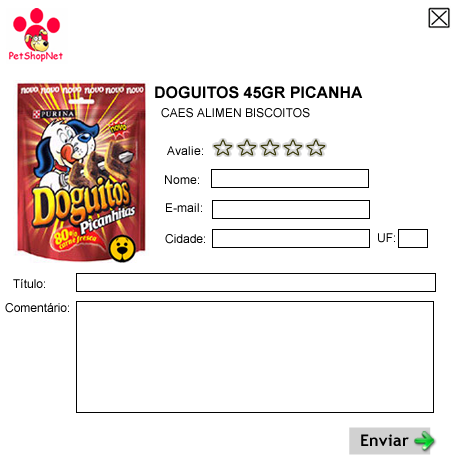 PetShopNet
DOGUITOS 45GR PICANHA
CAES ALIMEN BISCOITOS
NOVO NOVO NOVO NOVO NOVO NOVO
PURINA
novo
Doguitos
Picanhitas
80% carne fresca
Avalie:
Nome:
E-mail:
Cidade: UF:
Título:
Comentário:
Enviar